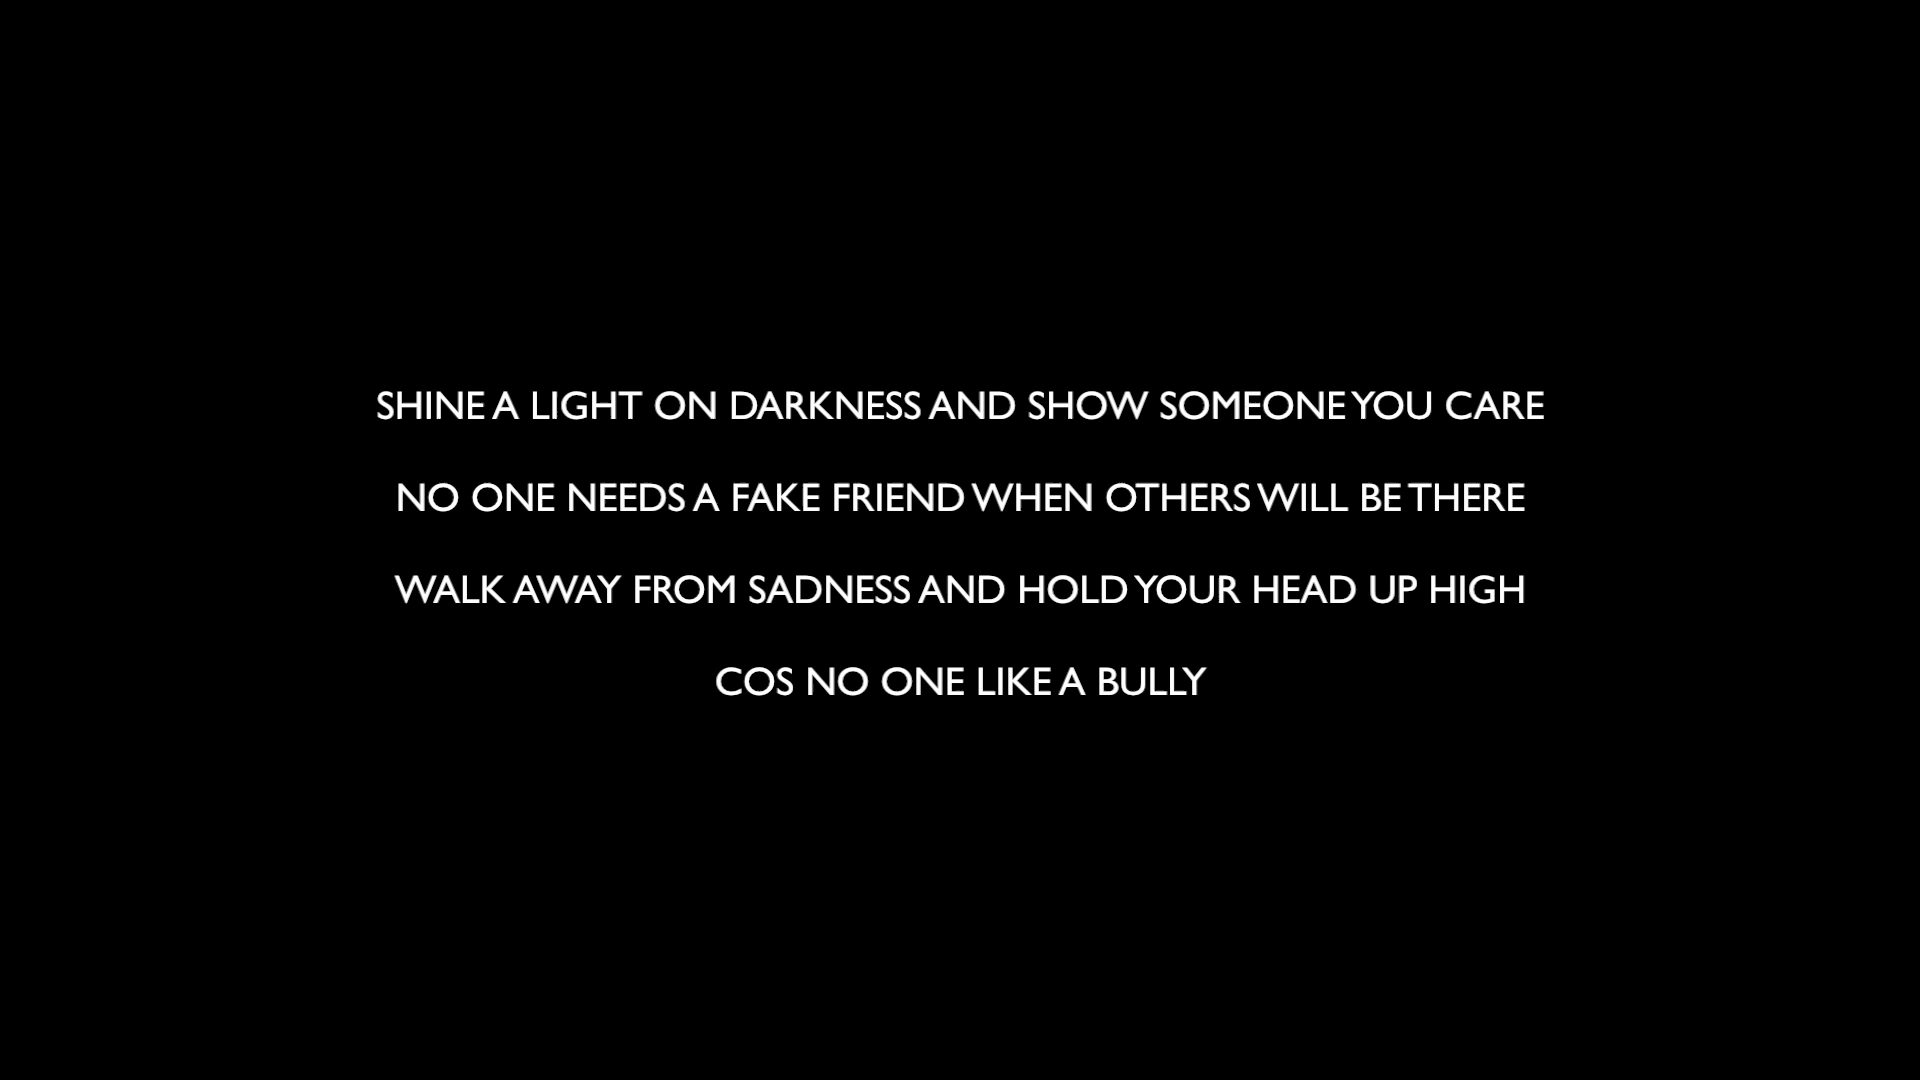 SHINE A LIGHT ON DARKNESS AND SHOW SOMEONE YOU CARE
NO ONE NEEDS A FAKE FRIEND WHEN OTHERS WILL BE THERE
WALK AWAY FROM SADNESS AND HOLD YOUR HEAD UP HIGH
COS NO ONE LIKE A BULLY